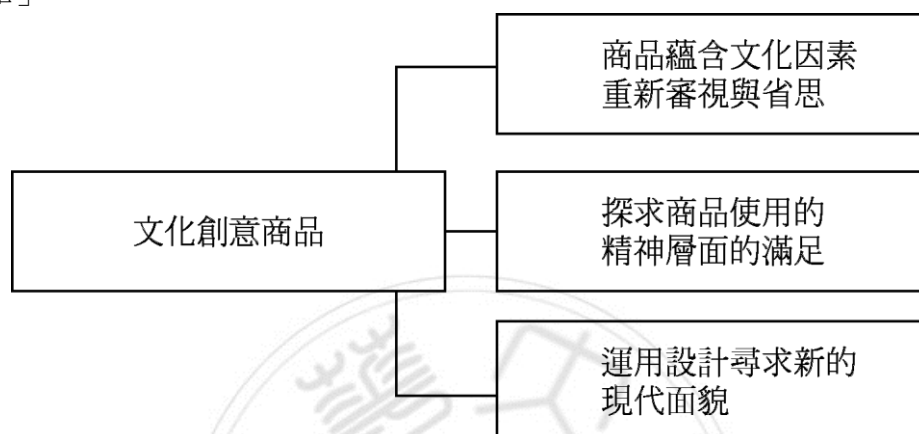 商品蘊含文化因素
重新審視與省思
文化創意商品
探求商品使用的
精神層面的滿足
運用設計尋求新的
現代面貌